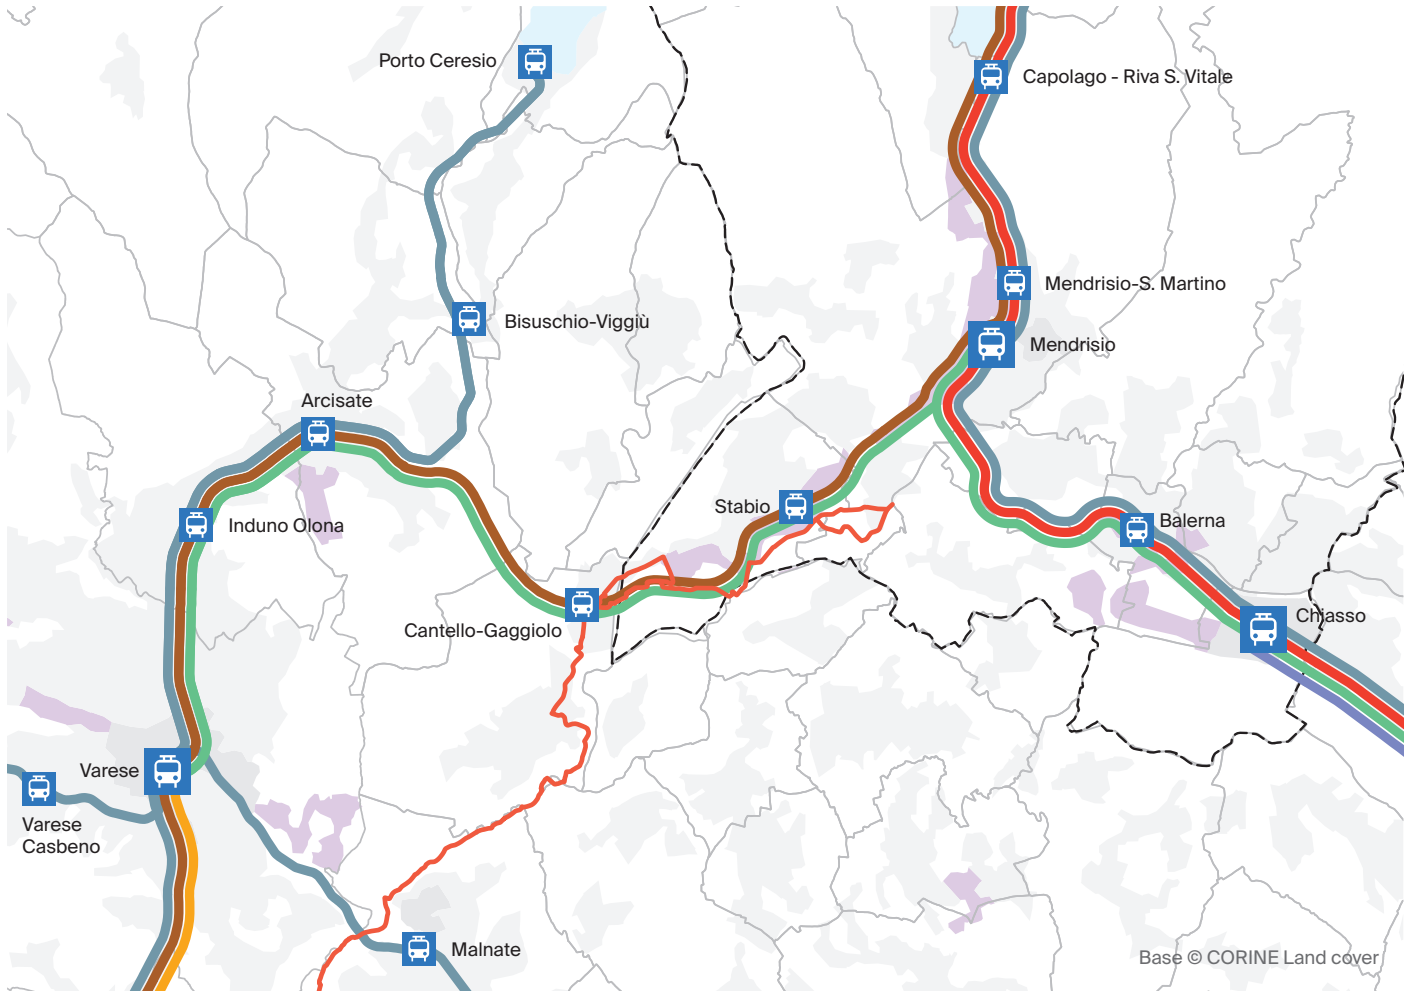 Porto Ceresio
Capolago - Riva S. Vitale
Mendrisio-S. Martino
Bisuschio-Viggiù
Mendrisio
Arcisate
Stabio
Induno Olona
Balerna
Chiasso
Cantello-Gaggiolo
Varese
Varese
Casbeno
Malnate
Base © CORINE Land cover